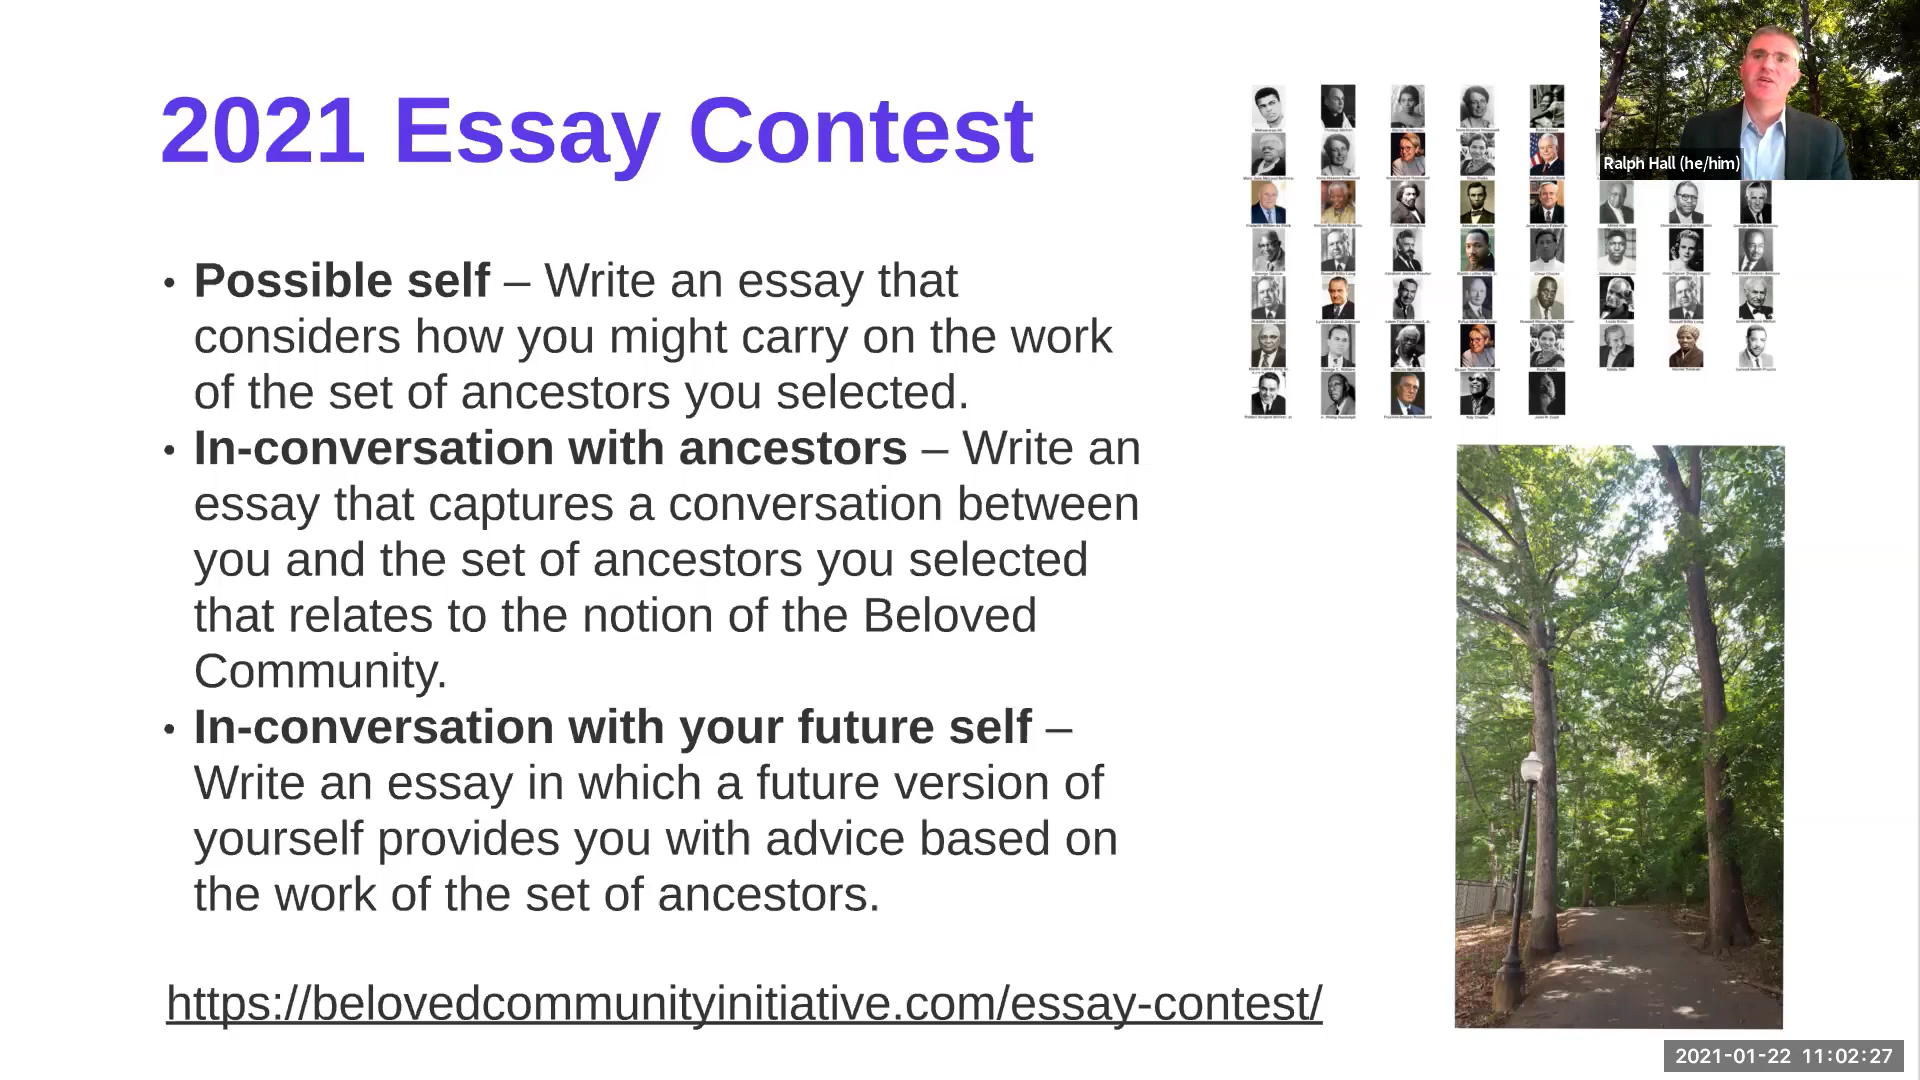 2021 Essay Contest
• Possible self – Write an essay that
considers how you might carry on the work
of the set of ancestors you selected.
• In-conversation with ancestors – Write an
essay that captures a conversation between
you and the set of ancestors you selected
that relates to the notion of the Beloved
Community.
• In-conversation with your future self –
Write an essay in which a future version of
yourself provides you with advice based on
the work of the set of ancestors.
https://belovedcommunityinitiative.com/essay-contest/
Ralph Hall (he/him)
2021-01-22 11:02:27